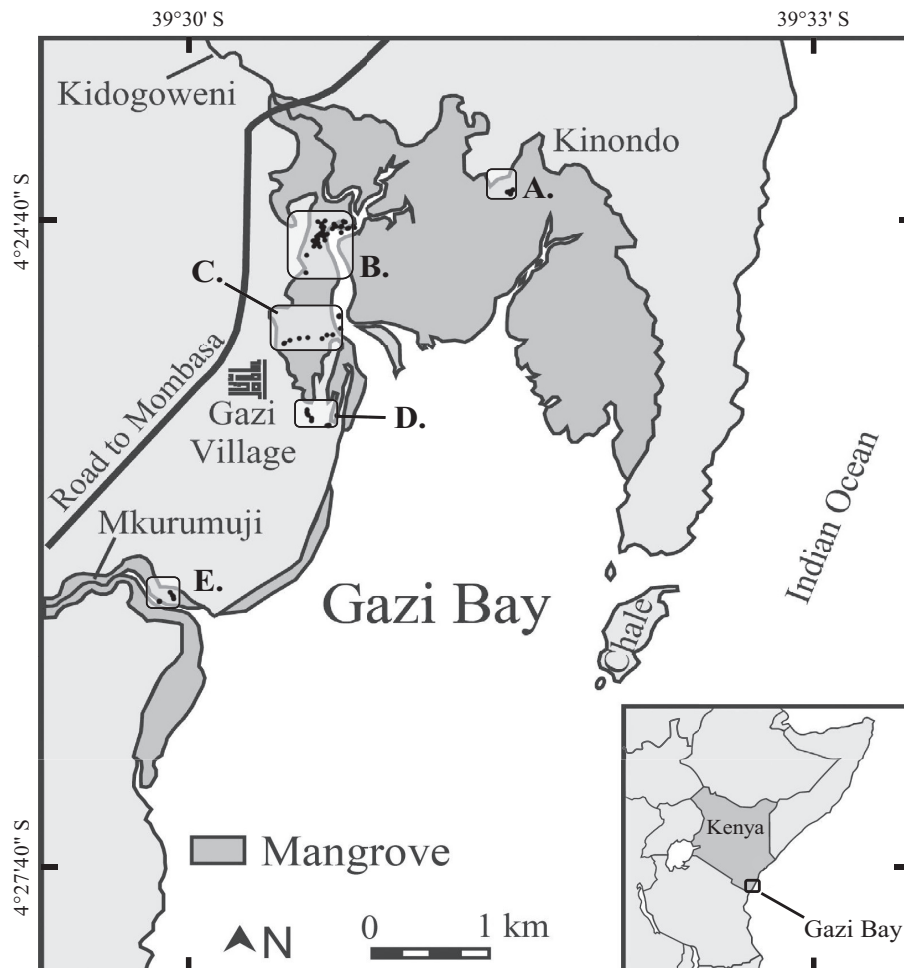 39°30' S
39°33' S
Kidogoweni
Kinondo
A.
4°24'40" S
B.
C.
Road to Mombasa
Gazi
Village
D.
Mkurumuji
E.
Gazi Bay
Indian Ocean
Chale
4°27'40" S
Mangrove
N
0 1 km
Kenya
Gazi Bay